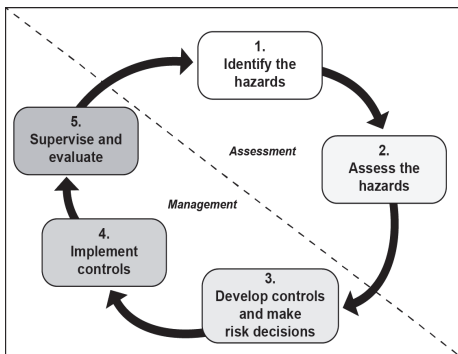 1.
Identify the
hazards
2.
Assess the
hazards
3.
Develop controls
and make
risk decisions
4.
Implement
controls
5.
Supervise and
evaluate
Assessment
Management